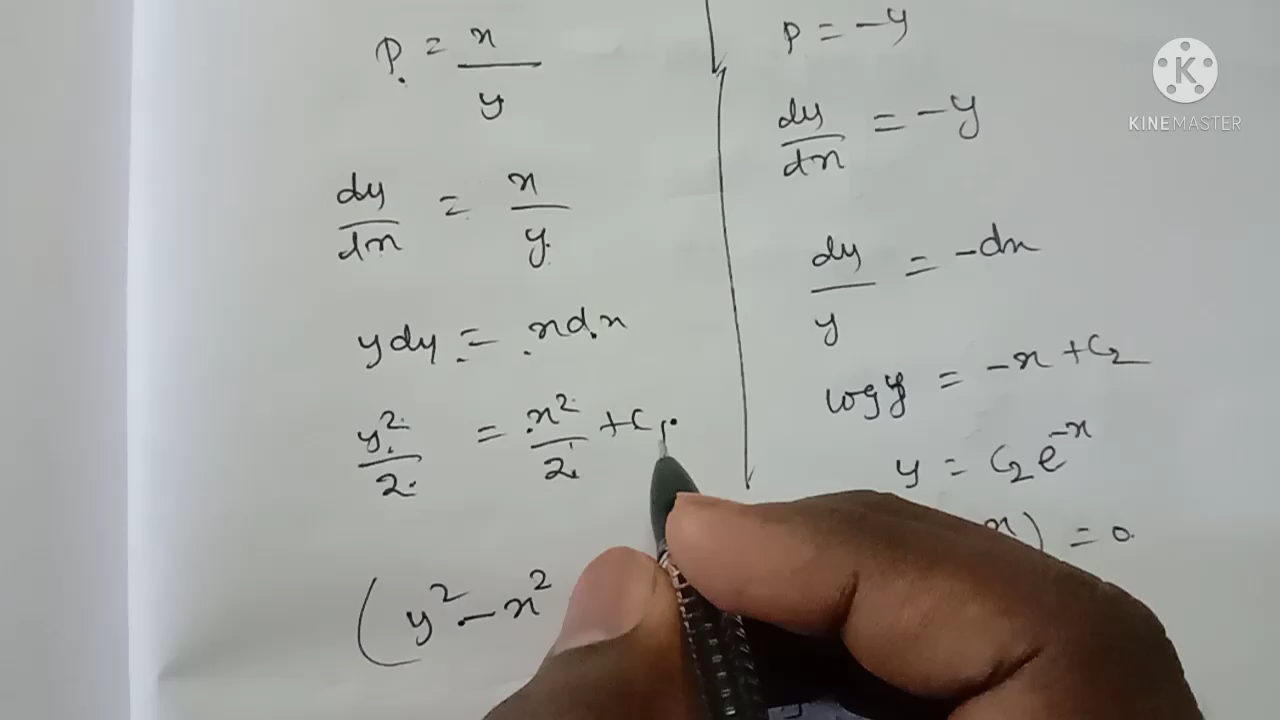 P = x/y
dy/dx = x/y
y dy = x dx
y²/2 = x²/2 + C1
(y² - x²
P = -y
dy/dx = -y
dy/y = -dx
log y = -x + C2
y = C2 e^-x
x) = 0
K
KINEMASTER